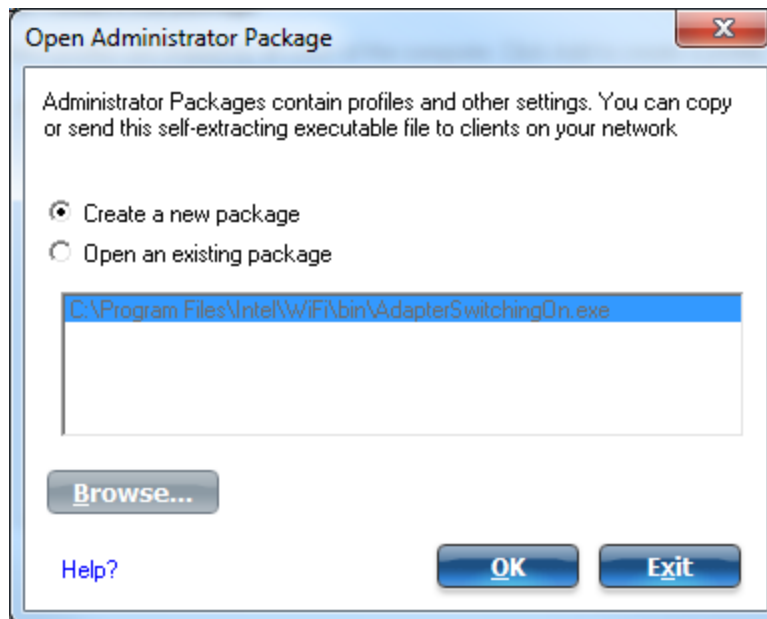 Open Administrator Package
Administrator Packages contain profiles and other settings. You can copy
or send this self-extracting executable file to clients on your network
Create a new package
Open an existing package
C:\Program Files\Intel\WiFi\bin\AdapterSwitchingOn.exe
Browse...
Help?
OK
Exit